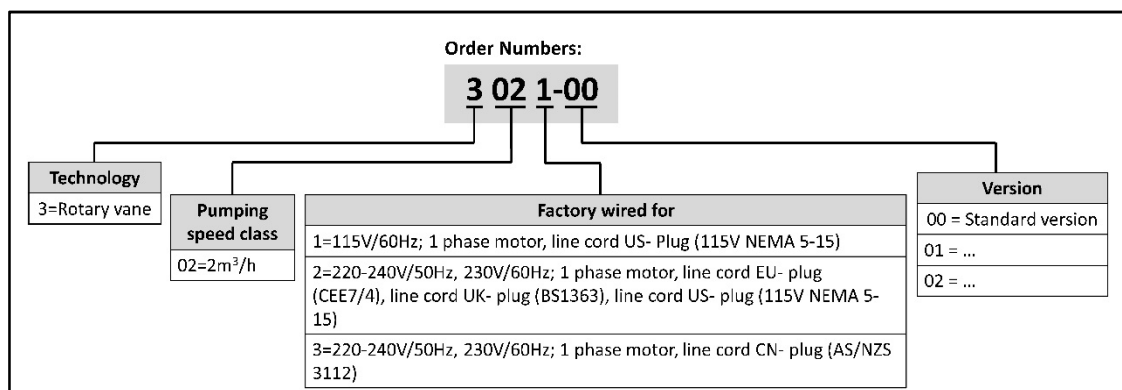 Order Numbers:
3 02 1-00
Technology
3=Rotary vane
Pumping
speed class
02=2m³/h
Factory wired for
1=115V/60Hz; 1 phase motor, line cord US- Plug (115V NEMA 5-15)
2=220-240V/50Hz, 230V/60Hz; 1 phase motor, line cord EU- plug
(CEE7/4), line cord UK- plug (BS1363), line cord US- plug (115V NEMA 5-
15)
3=220-240V/50Hz, 230V/60Hz; 1 phase motor, line cord CN- plug (AS/NZS
3112)
Version
00 = Standard version
01 = ...
02 = ...